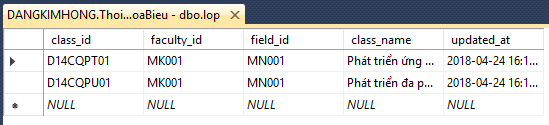 DANGKIMHONG.Thoi...oaBieu - dbo.lop
class_id faculty_id field_id class_name updated_at
D14CQPT01 MK001 MN001 Phát triển ứng ... 2018-04-24 16:1...
D14CQPU01 MK001 MN001 Phát triển đa p... 2018-04-24 16:1...
NULL NULL NULL NULL NULL